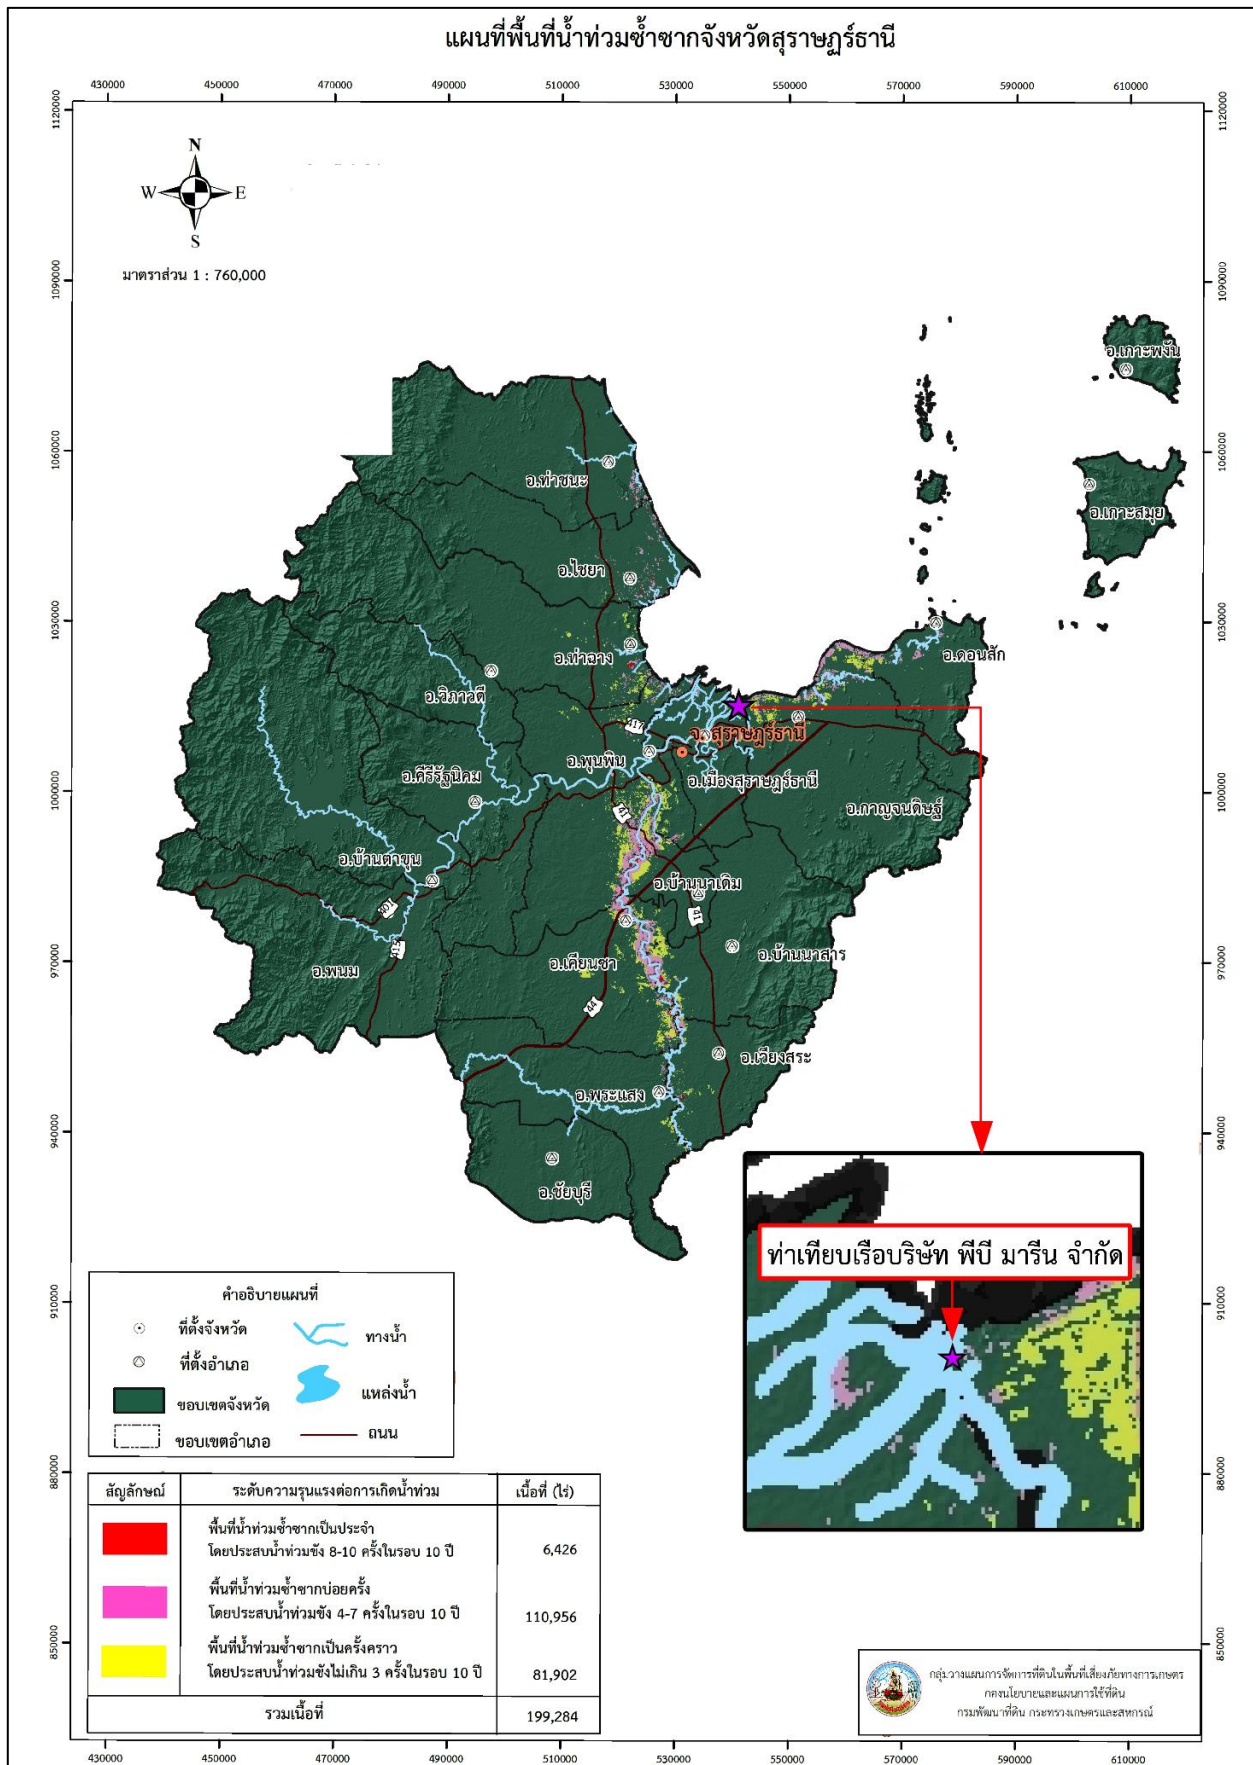 แผนที่พื้นที่น้ำท่วมซ้ำซากจังหวัดสุราษฎร์ธานี
430000 450000 470000 490000 510000 530000 550000 570000 590000 610000
1120000 1120000
N
W E
S
มาตราส่วน 1 : 760,000
1090000 1090000
อ.เกาะพงัน
1060000 1060000
อ.ท่าชนะ
อ.เกาะสมุย
อ.ไชยา
1030000 1030000
อ.ท่าฉาง
อ.ดอนสัก
อ.วิภาวดี
417
จ.สุราษฎร์ธานี
อ.พุนพิน
อ.คีรีรัฐนิคม
อ.เมืองสุราษฎร์ธานี
1000000 1000000
41
อ.กาญจนดิษฐ์
อ.บ้านตาขุน
อ.บ้านนาเดิม
401
41
415
อ.บ้านนาสาร
อ.พนม
อ.เคียนซา
970000 970000
44
อ.เวียงสระ
อ.พระแสง
940000 940000
อ.ชัยบุรี
ท่าเทียบเรือบริษัท พีบี มารีน จำกัด
910000 910000
คำอธิบายแผนที่
ที่ตั้งจังหวัด ทางน้ำ
ที่ตั้งอำเภอ
ขอบเขตจังหวัด แหล่งน้ำ
ขอบเขตอำเภอ ถนน
880000 880000
สัญลักษณ์ ระดับความรุนแรงต่อการเกิดน้ำท่วม เนื้อที่ (ไร่)
พื้นที่น้ำท่วมซ้ำซากเป็นประจำ
โดยประสบน้ำท่วมขัง 8-10 ครั้งในรอบ 10 ปี 6,426
พื้นที่น้ำท่วมซ้ำซากบ่อยครั้ง
โดยประสบน้ำท่วมขัง 4-7 ครั้งในรอบ 10 ปี 110,956
พื้นที่น้ำท่วมซ้ำซากเป็นครั้งคราว
โดยประสบน้ำท่วมขังไม่เกิน 3 ครั้งในรอบ 10 ปี 81,902
รวมเนื้อที่ 199,284
850000 850000
กลุ่มวางแผนการจัดการที่ดินในพื้นที่เสี่ยงภัยทางการเกษตร
กองนโยบายและแผนการใช้ที่ดิน
กรมพัฒนาที่ดิน กระทรวงเกษตรและสหกรณ์
430000 450000 470000 490000 510000 530000 550000 570000 590000 610000